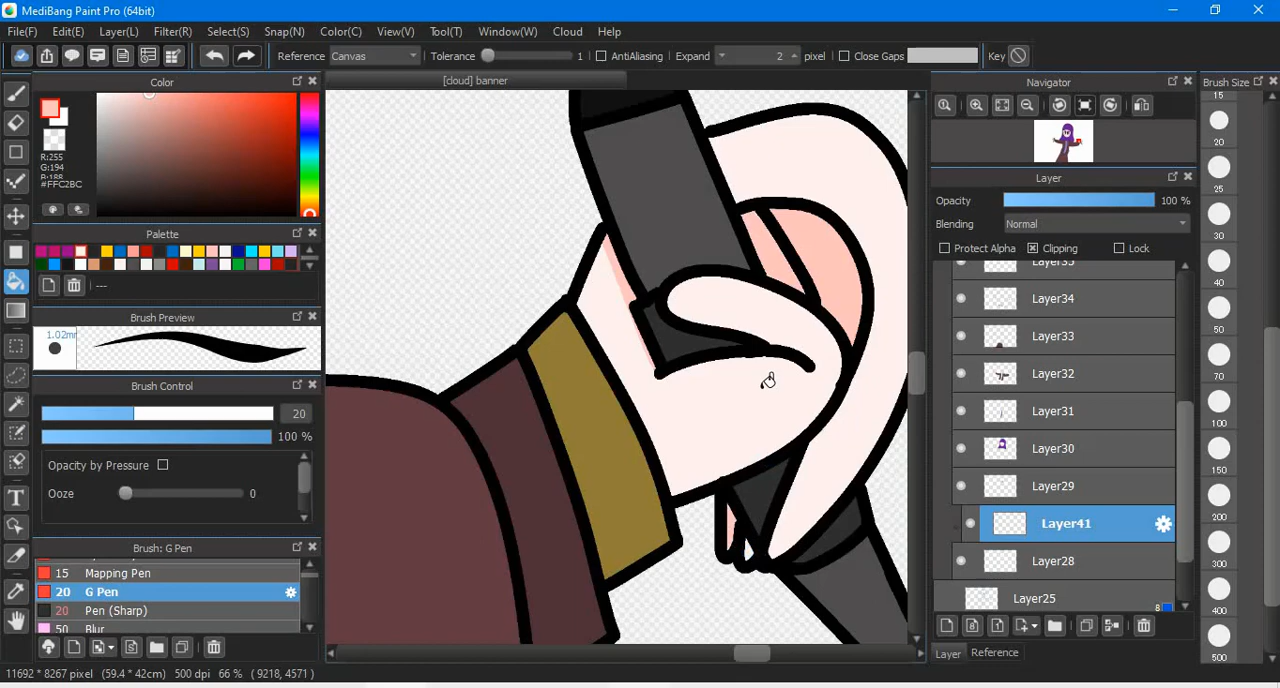 MediBang Paint Pro (64bit)
File(F) Edit(E) Layer(L) Filter(R) Select(S) Snap(N) Color(C) View(V) Tool(T) Window(W) Cloud Help
Reference Canvas Tolerance 1 AntiAliasing Expand 2 pixel Close Gaps Key
Color
R:255
G:194
B:188
#FFC2BC
Palette
---
Brush Preview
1.02mm
Brush Control
20
100 %
Opacity by Pressure
Ooze 0
Brush: G Pen
15 Mapping Pen
20 G Pen
20 Pen (Sharp)
50 Blur
[cloud] banner
Navigator
Layer
Opacity 100 %
Blending Normal
Protect Alpha Clipping Lock
Layer35
Layer34
Layer33
Layer32
Layer31
Layer30
Layer29
Layer41
Layer28
Layer25
8
Layer Reference
Brush Size
15
20
25
30
40
50
70
100
150
200
300
400
500
11692 * 8267 pixel (59.4 * 42cm) 500 dpi 66 % ( 9218, 4571 )